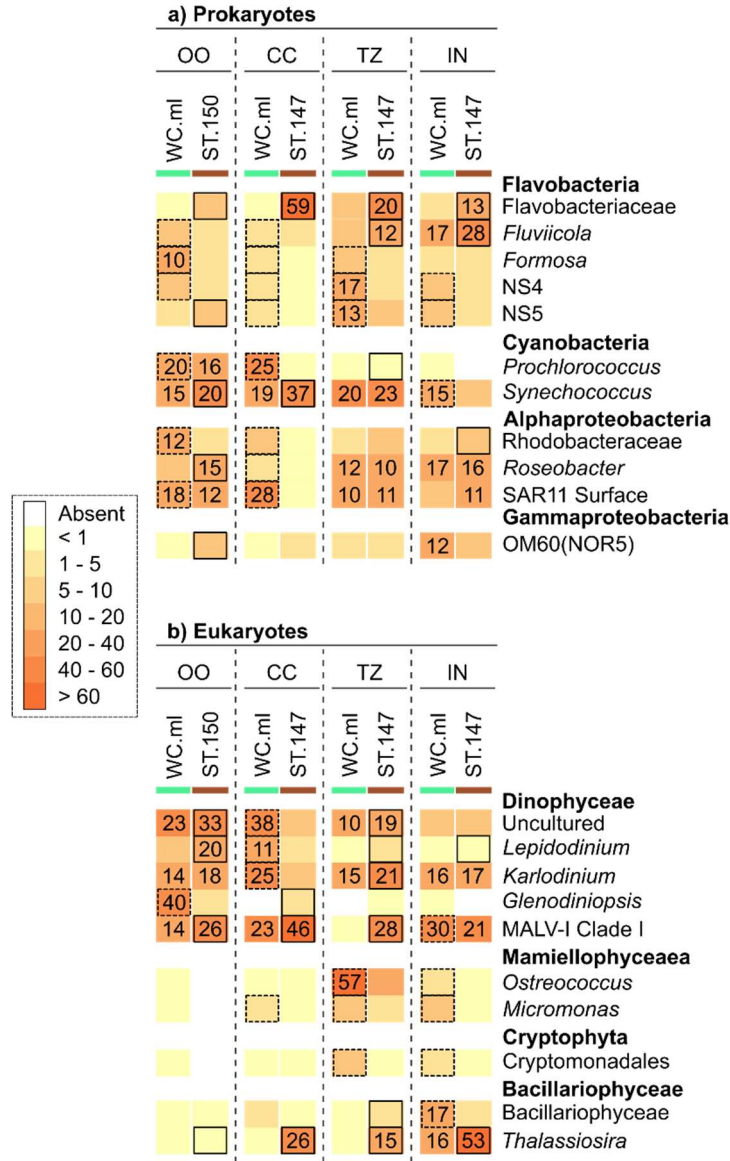 a) Prokaryotes
OO CC TZ IN
WC.ml ST.150 WC.ml ST.147 WC.ml ST.147 WC.ml ST.147
Flavobacteria
59 20 13 Flavobacteriaceae
12 17 28 Fluviicola
10 Formosa
17 NS4
13 NS5
Cyanobacteria
20 16 25 Prochlorococcus
15 20 19 37 20 23 15 Synechococcus
Alphaproteobacteria
12 Rhodobacteraceae
15 12 10 17 16 Roseobacter
18 12 28 10 11 11 SAR11 Surface
Gammaproteobacteria
12 OM60(NOR5)
Absent
< 1
1 - 5
5 - 10
10 - 20
20 - 40
40 - 60
> 60
b) Eukaryotes
OO CC TZ IN
WC.ml ST.150 WC.ml ST.147 WC.ml ST.147 WC.ml ST.147
Dinophyceae
23 33 38 10 19 Uncultured
20 11 Lepidodinium
14 18 25 15 21 16 17 Karlodinium
40 Glenodiniopsis
14 26 23 46 28 30 21 MALV-I Clade I
Mamiellophyceaea
57 Ostreococcus
Micromonas
Cryptophyta
Cryptomonadales
Bacillariophyceae
17 Bacillariophyceae
26 15 16 53 Thalassiosira